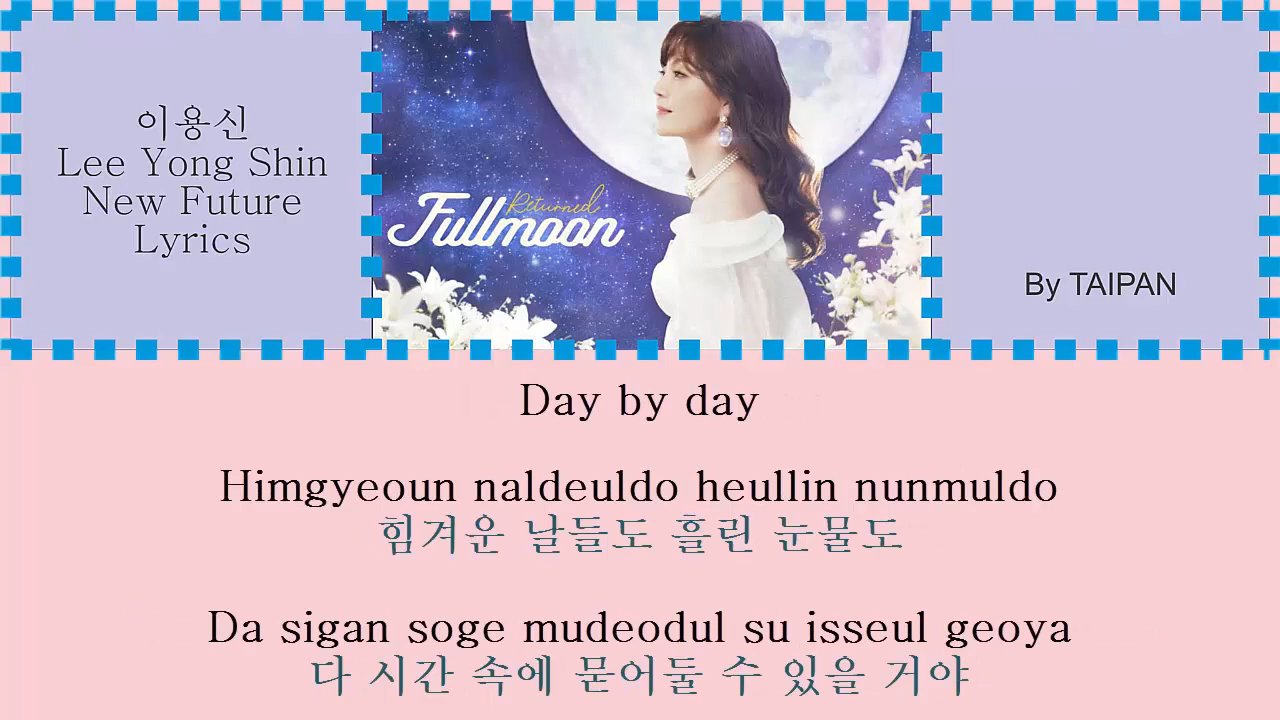 이용신
Lee Yong Shin
New Future
Lyrics
Returned
Fullmoon
By TAIPAN
Day by day
Himgyeoun naldeuldo heullin nunmuldo
힘겨운 날들도 흘린 눈물도
Da sigan soge mudeodul su isseul geoya
다 시간 속에 묻어둘 수 있을 거야